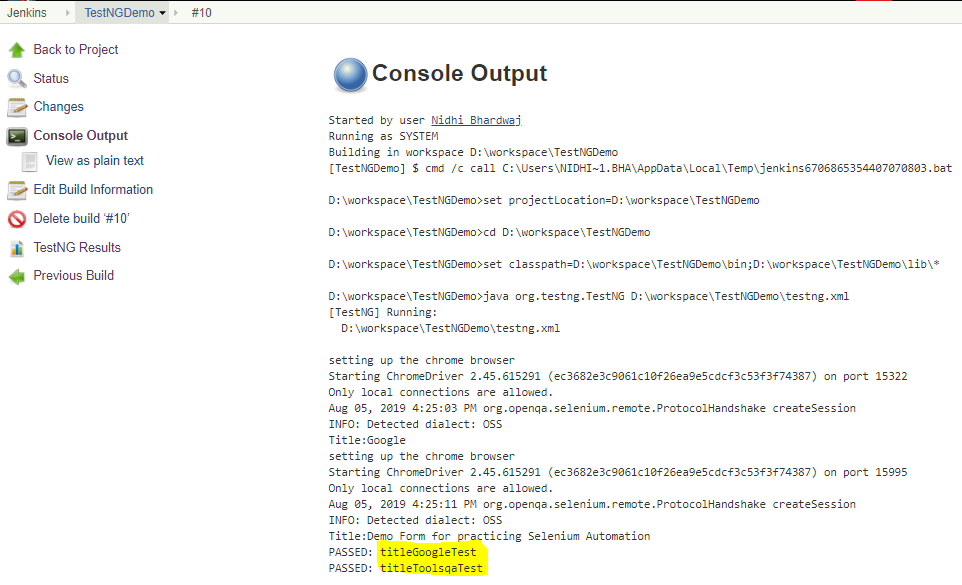 Jenkins TestNGDemo #10
Back to Project
Status
Changes
Console Output
View as plain text
Edit Build Information
Delete build ‘#10’
TestNG Results
Previous Build
Console Output
Started by user Nidhi Bhardwaj
Running as SYSTEM
Building in workspace D:\workspace\TestNGDemo
[TestNGDemo] $ cmd /c call C:\Users\NIDHI~1.BHA\AppData\Local\Temp\jenkins6706865354407070803.bat
D:\workspace\TestNGDemo>set projectLocation=D:\workspace\TestNGDemo
D:\workspace\TestNGDemo>cd D:\workspace\TestNGDemo
D:\workspace\TestNGDemo>set classpath=D:\workspace\TestNGDemo\bin;D:\workspace\TestNGDemo\lib\*
D:\workspace\TestNGDemo>java org.testng.TestNG D:\workspace\TestNGDemo\testng.xml
[TestNG] Running:
D:\workspace\TestNGDemo\testng.xml
setting up the chrome browser
Starting ChromeDriver 2.45.615291 (ec3682e3c9061c10f26ea9e5cdcf3c53f3f74387) on port 15322
Only local connections are allowed.
Aug 05, 2019 4:25:03 PM org.openqa.selenium.remote.ProtocolHandshake createSession
INFO: Detected dialect: OSS
Title:Google
setting up the chrome browser
Starting ChromeDriver 2.45.615291 (ec3682e3c9061c10f26ea9e5cdcf3c53f3f74387) on port 15995
Only local connections are allowed.
Aug 05, 2019 4:25:11 PM org.openqa.selenium.remote.ProtocolHandshake createSession
INFO: Detected dialect: OSS
Title:Demo Form for practicing Selenium Automation
PASSED: titleGoogleTest
PASSED: titleToolsqaTest